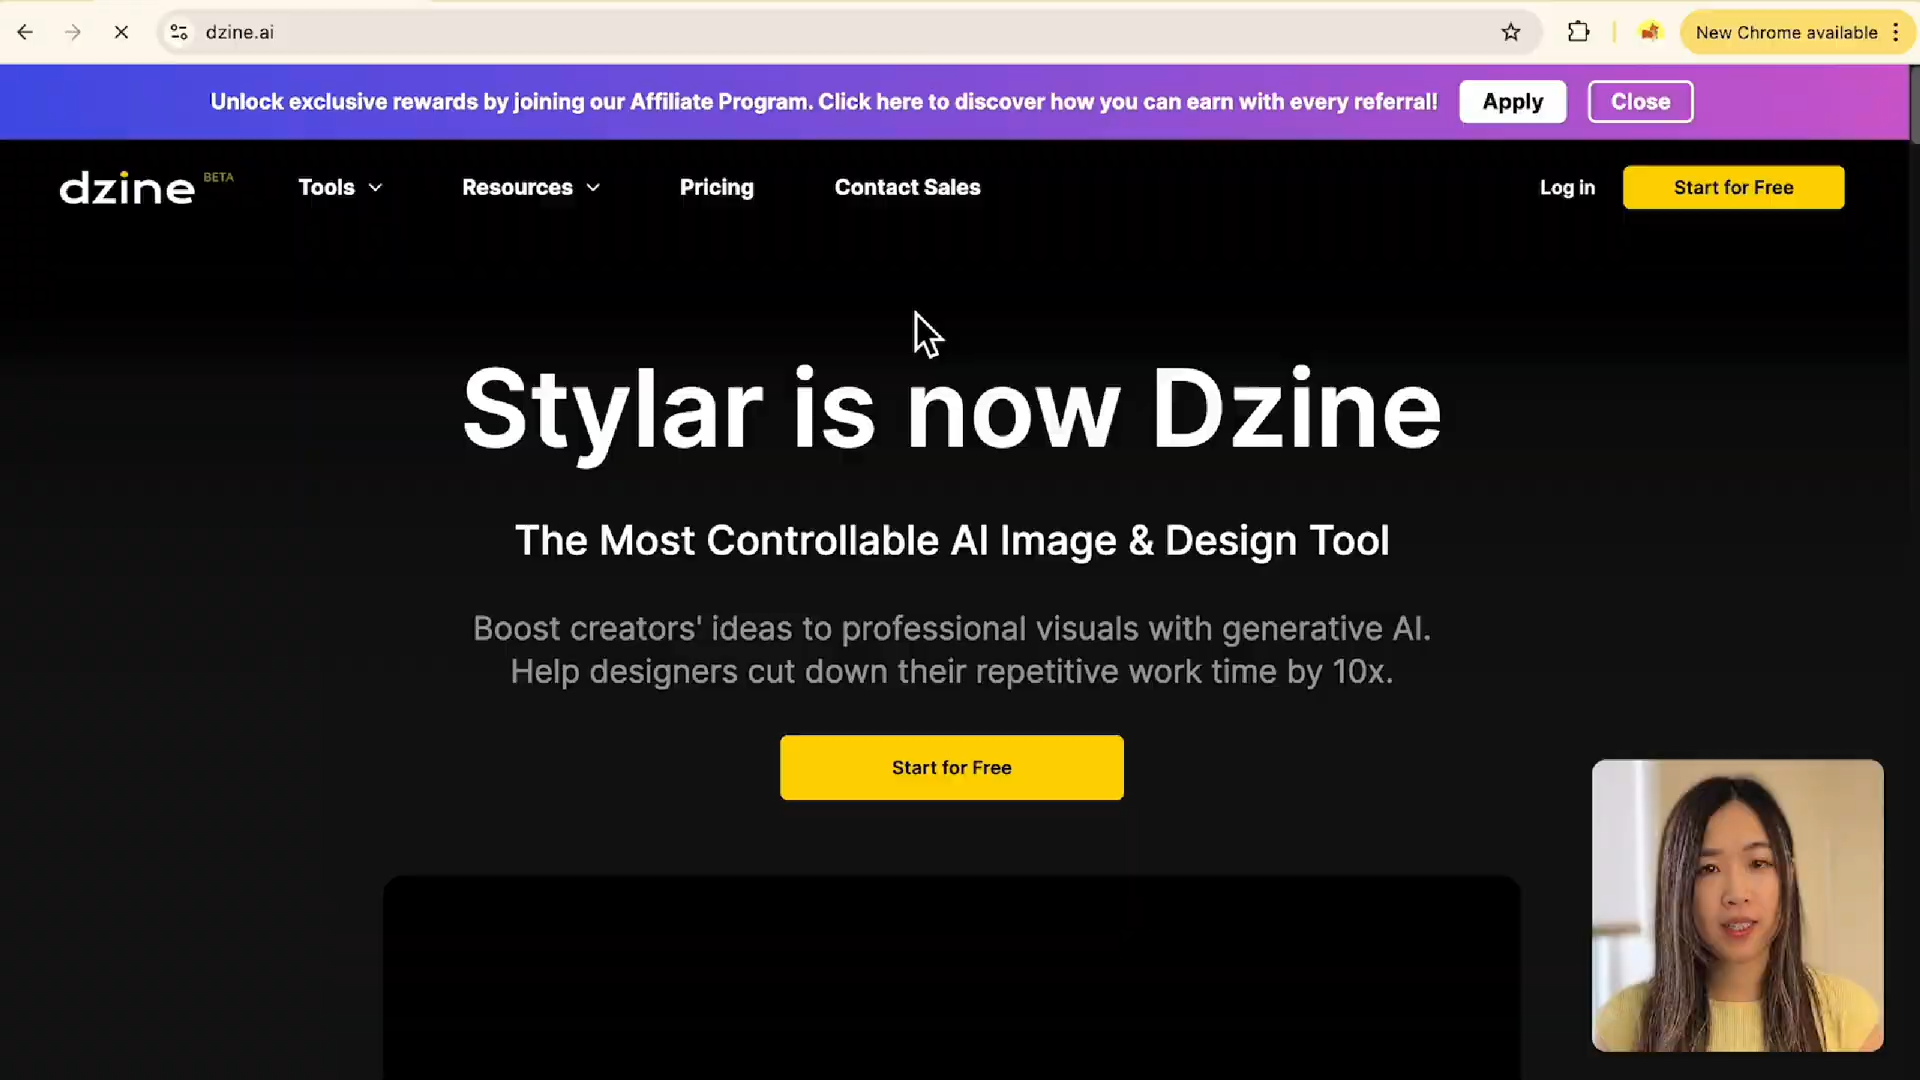 dzine.ai
New Chrome available
Unlock exclusive rewards by joining our Affiliate Program. Click here to discover how you can earn with every referral!
Apply
Close
dzine BETA
Tools
Resources
Pricing
Contact Sales
Log in
Start for Free
Stylar is now Dzine
The Most Controllable AI Image & Design Tool
Boost creators' ideas to professional visuals with generative AI.
Help designers cut down their repetitive work time by 10x.
Start for Free